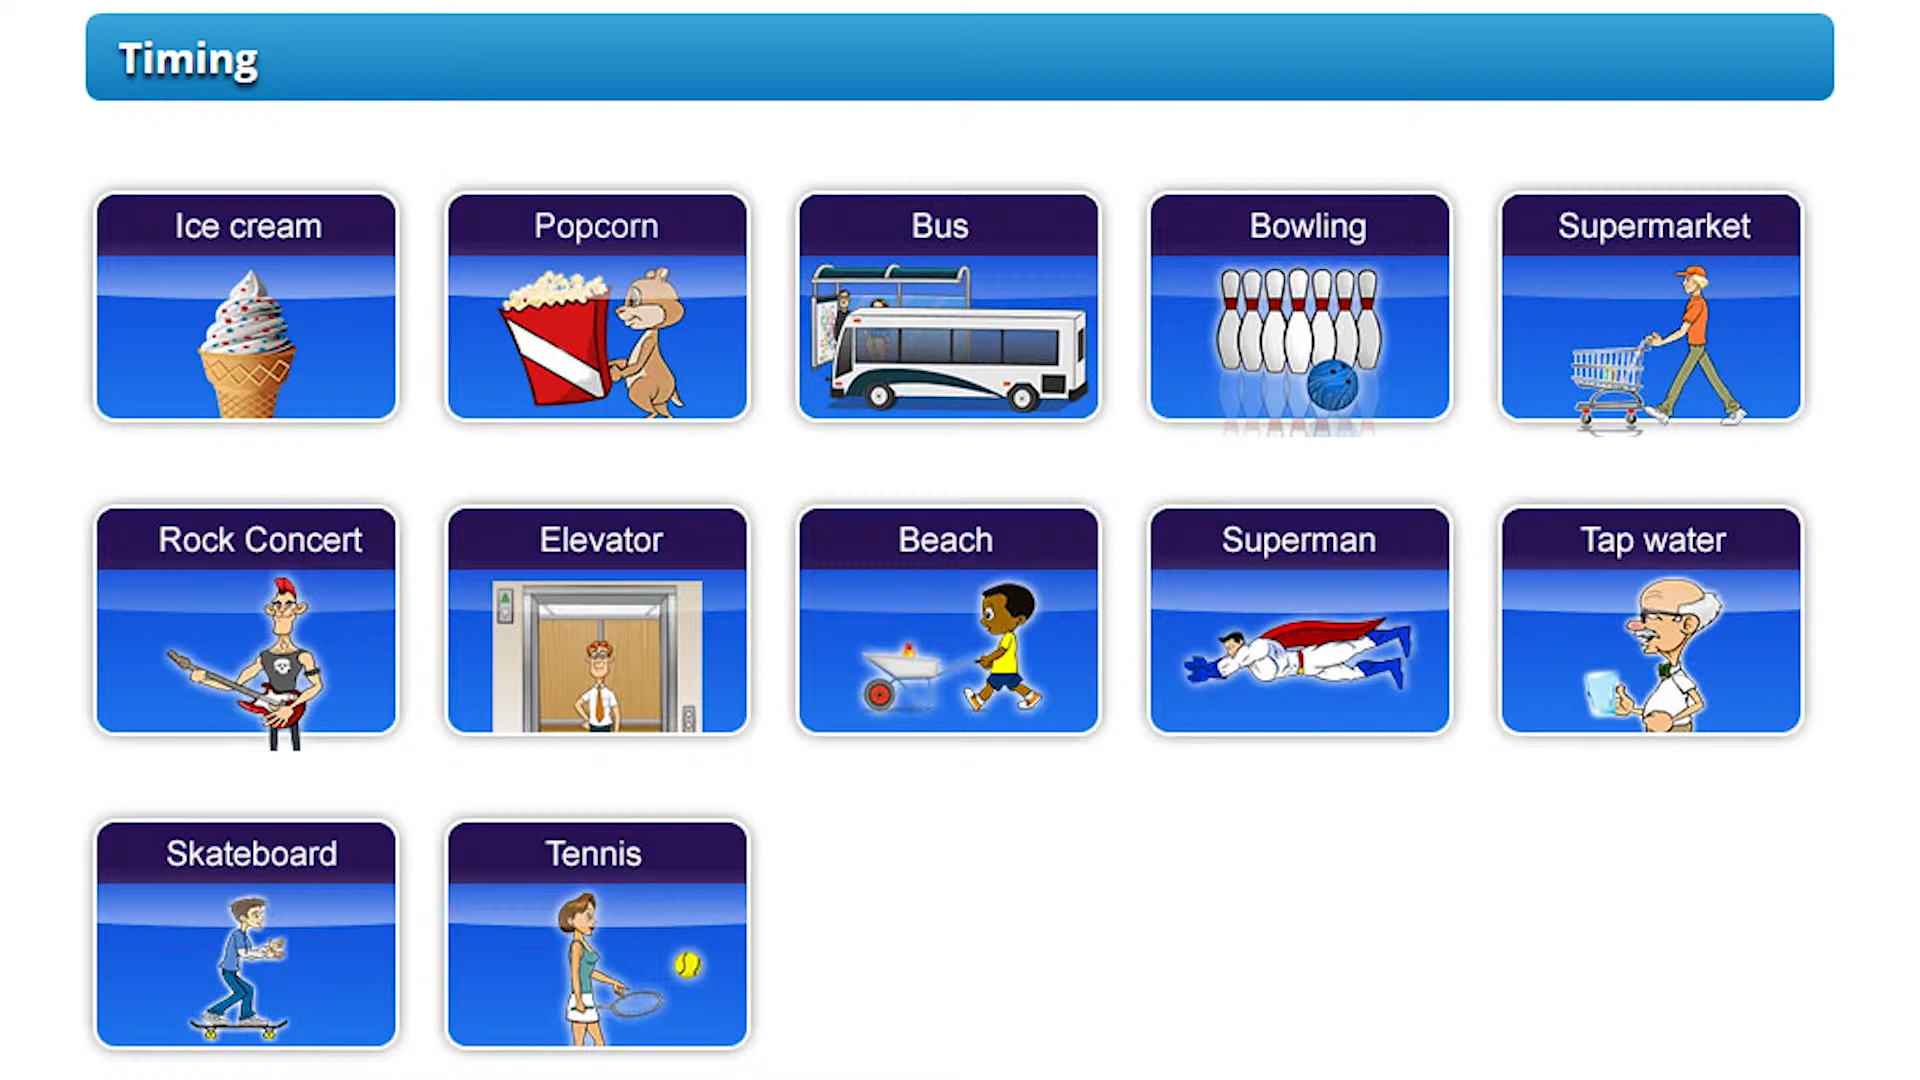 Timing
Ice cream
Popcorn
Bus
Bowling
Supermarket
Rock Concert
Elevator
Beach
Superman
Tap water
Skateboard
Tennis